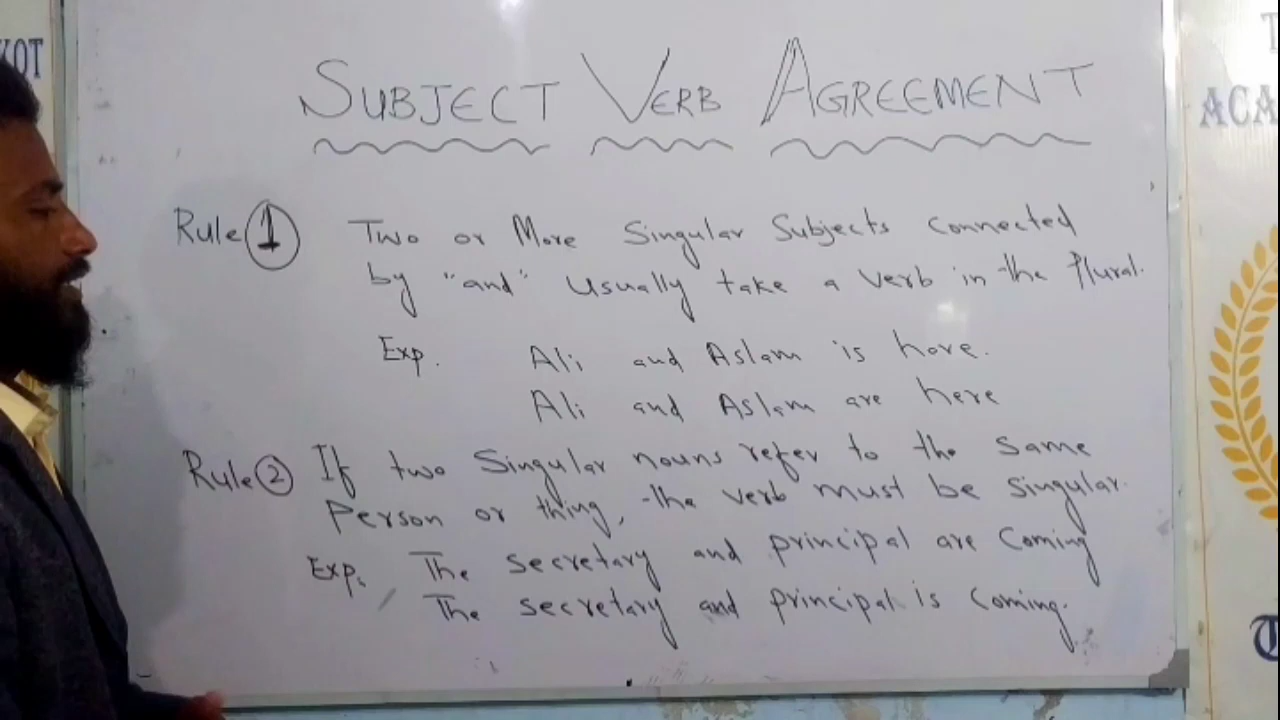 KOT
SUBJECT VERB AGREEMENT
ACA
Rule 1 Two or More Singular Subjects Connected
by "and" Usually take a verb in the Plural.
Exp. Ali and Aslam is hore.
Ali and Aslam are here
Rule 2 If two Singular nouns refer to the Same
Person or thing, the verb must be singular.
Exp: The secretary and principal are Coming
The secretary and principal is Coming.